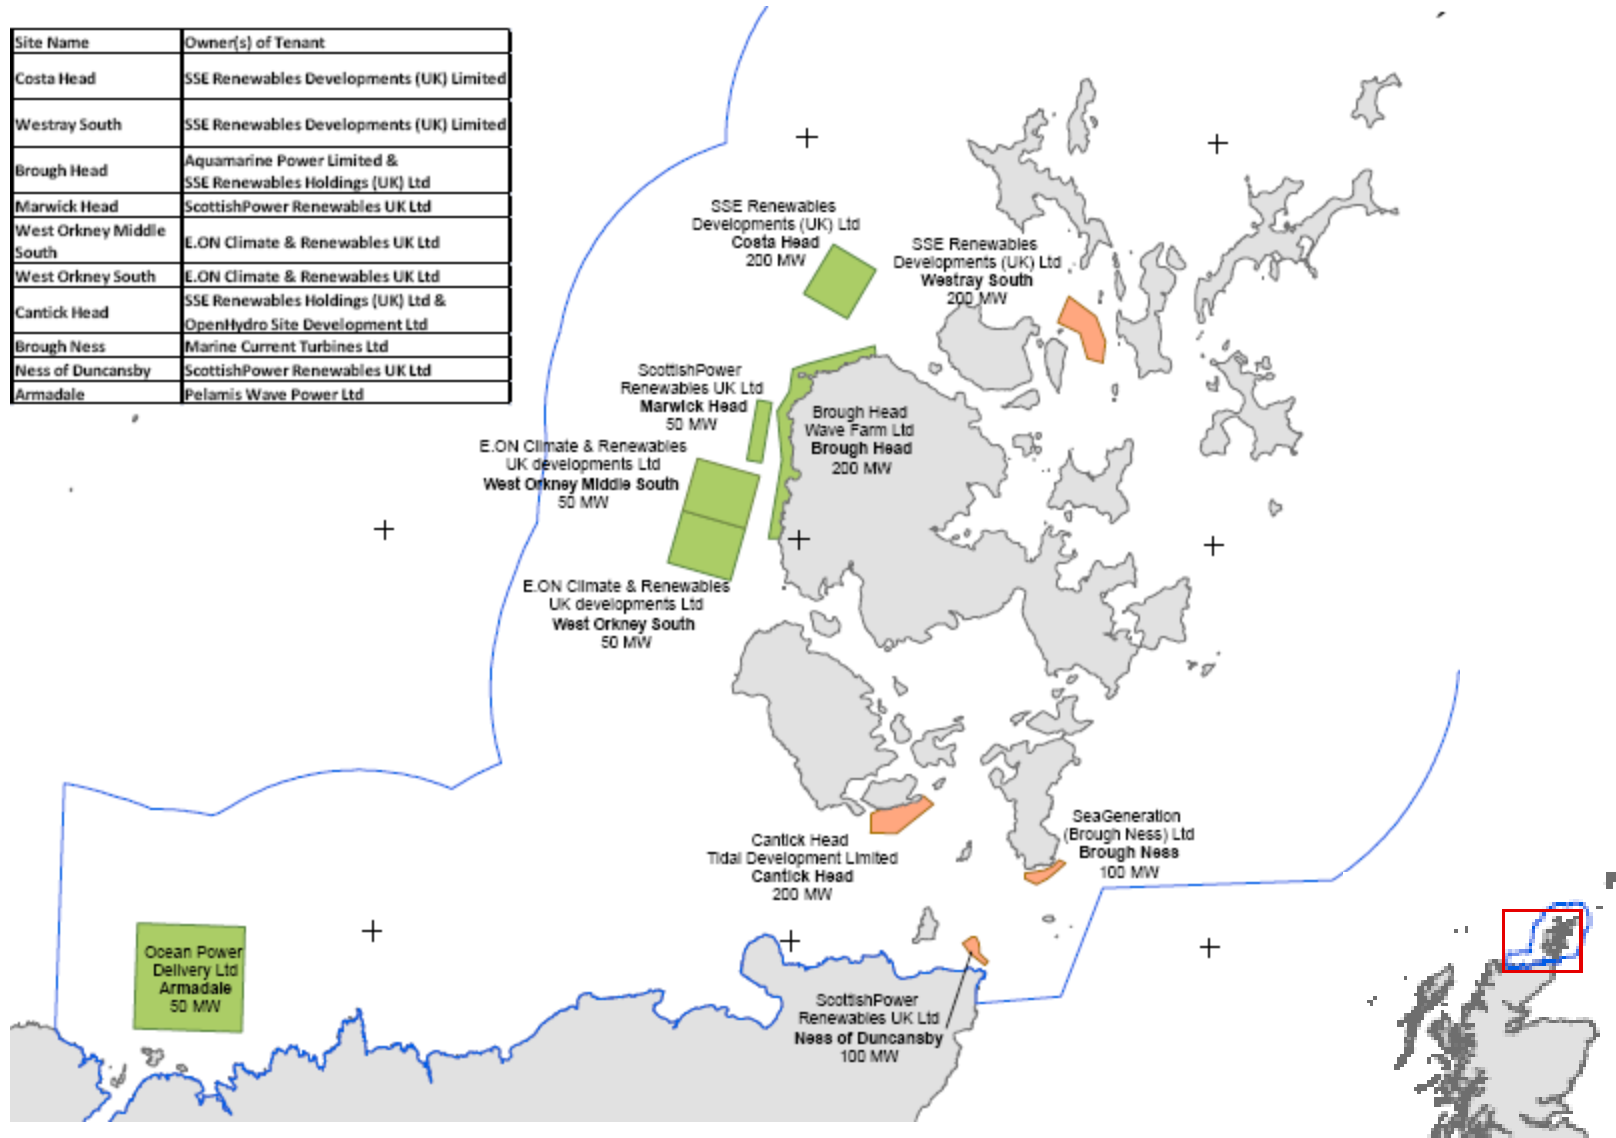 Site Name Owner(s) of Tenant
Costa Head SSE Renewables Developments (UK) Limited
Westray South SSE Renewables Developments (UK) Limited
Brough Head Aquamarine Power Limited &
SSE Renewables Holdings (UK) Ltd
Marwick Head ScottishPower Renewables UK Ltd
West Orkney Middle
South E.ON Climate & Renewables UK Ltd
West Orkney South E.ON Climate & Renewables UK Ltd
Cantick Head SSE Renewables Holdings (UK) Ltd &
OpenHydro Site Development Ltd
Brough Ness Marine Current Turbines Ltd
Ness of Duncansby ScottishPower Renewables UK Ltd
Armadale Pelamis Wave Power Ltd
SSE Renewables
Developments (UK) Ltd
Costa Head
200 MW
SSE Renewables
Developments (UK) Ltd
Westray South
200 MW
ScottishPower
Renewables UK Ltd
Marwick Head
50 MW
Brough Head
Wave Farm Ltd
Brough Head
200 MW
E.ON Climate & Renewables
UK developments Ltd
West Orkney Middle South
50 MW
E.ON Climate & Renewables
UK developments Ltd
West Orkney South
50 MW
Cantick Head
Tidal Development Limited
Cantick Head
200 MW
SeaGeneration
(Brough Ness) Ltd
Brough Ness
100 MW
Ocean Power
Delivery Ltd
Armadale
50 MW
ScottishPower
Renewables UK Ltd
Ness of Duncansby
100 MW